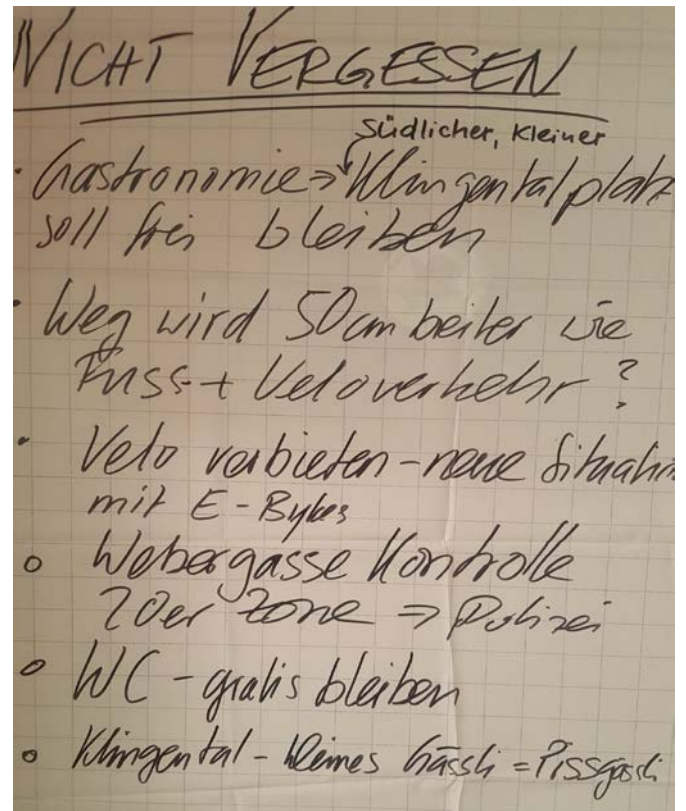 NICHT VERGESSEN
Südlicher, kleiner
· Gastronomie => Klingentalplatz
soll frei bleiben
· Weg wird 50cm beiter wie
Fuss- + Veloverkehr ?
· Velo verbieten - neue Situation
mit E-Bykes
o Webergasse Kontrolle
20er Zone => Polizei
o WC - gratis bleiben
o Klingental - kleines Gässli = Pissgässli